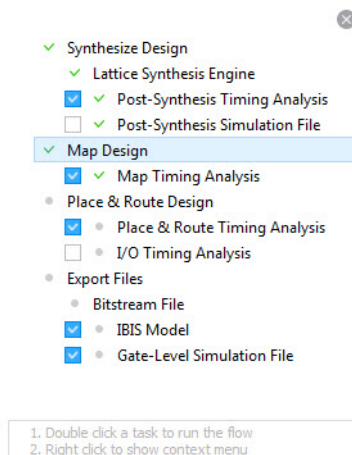 Synthesize Design
Lattice Synthesis Engine
Post-Synthesis Timing Analysis
Post-Synthesis Simulation File
Map Design
Map Timing Analysis
Place & Route Design
Place & Route Timing Analysis
I/O Timing Analysis
Export Files
Bitstream File
IBIS Model
Gate-Level Simulation File
1. Double click a task to run the flow
2. Right click to show context menu